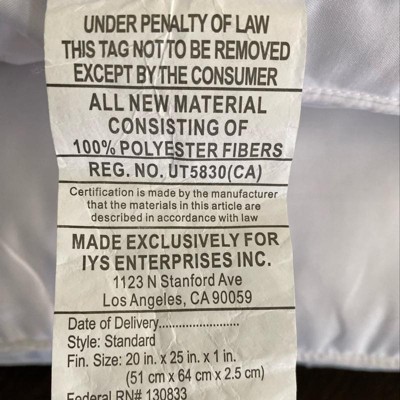 UNDER PENALTY OF LAW
THIS TAG NOT TO BE REMOVED
EXCEPT BY THE CONSUMER
ALL NEW MATERIAL
CONSISTING OF
100% POLYESTER FIBERS
REG. NO. UT5830(CA)
Certification is made by the manufacturer
that the materials in this article are
described in accordance with law
MADE EXCLUSIVELY FOR
IYS ENTERPRISES INC.
1123 N Stanford Ave
Los Angeles, CA 90059
Date of Delivery........................
Style: Standard
Fin. Size: 20 in. x 25 in. x 1 in.
(51 cm x 64 cm x 2.5 cm)
Federal RN# 130833